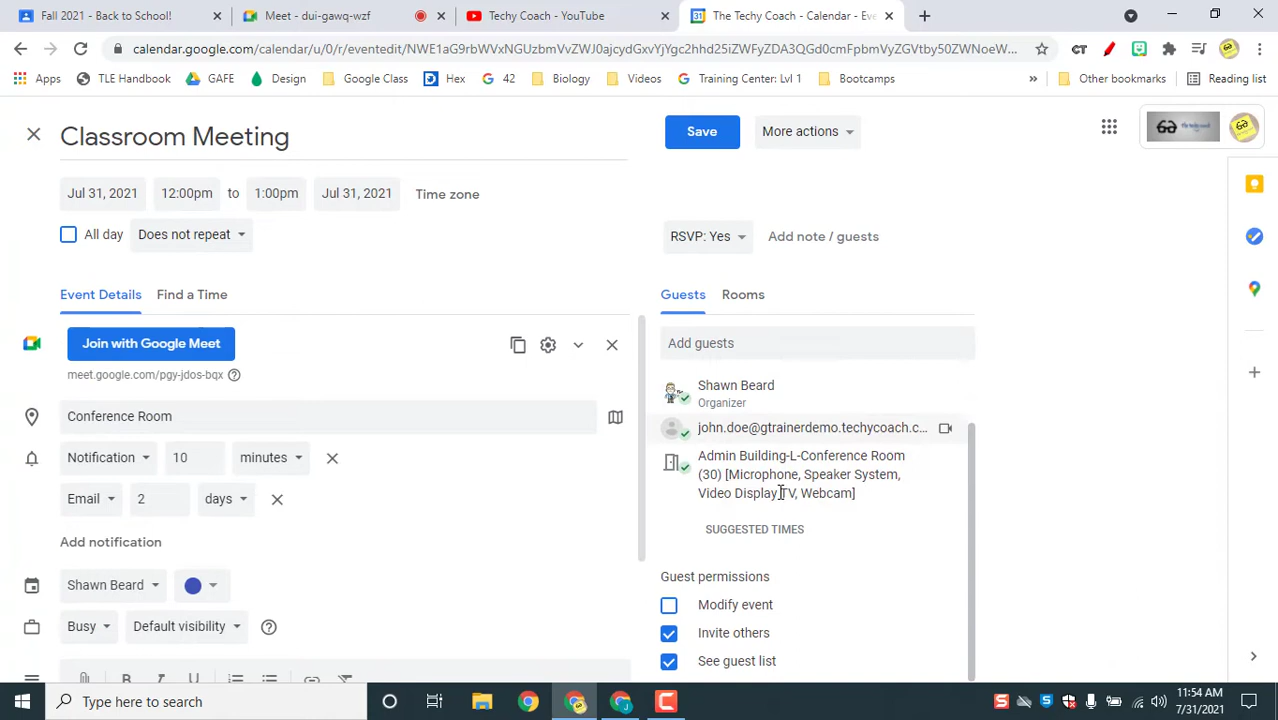 Fall 2021 - Back to School!
Meet - dui-gawq-wzf
Techy Coach - YouTube
The Techy Coach - Calendar - Eve
calendar.google.com/calendar/u/0/r/eventedit/NWE1aG9rbWVxNGUzbmVvZWJ0ajcydGxvYjYgc2hhd25iZWFyZDA3QGd0cmFpbmVyZGVtby50ZWNoeW...
Apps
TLE Handbook
GAFE
Design
Google Class
Hex
42
Biology
Videos
Training Center: Lvl 1
Bootcamps
»
Other bookmarks
Reading list
Classroom Meeting
Save
More actions
Jul 31, 2021 12:00pm to 1:00pm Jul 31, 2021 Time zone
All day Does not repeat
RSVP: Yes Add note / guests
Event Details Find a Time
Guests Rooms
Join with Google Meet
meet.google.com/pgy-jdos-bqx
Add guests
Conference Room
Shawn Beard
Organizer
john.doe@gtrainerdemo.techycoach.c...
Notification 10 minutes
Admin Building-L-Conference Room
(30) [Microphone, Speaker System,
Video Display TV, Webcam]
Email 2 days
SUGGESTED TIMES
Add notification
Guest permissions
Shawn Beard
Modify event
Busy Default visibility
Invite others
See guest list
B I U
Type here to search
11:54 AM
7/31/2021